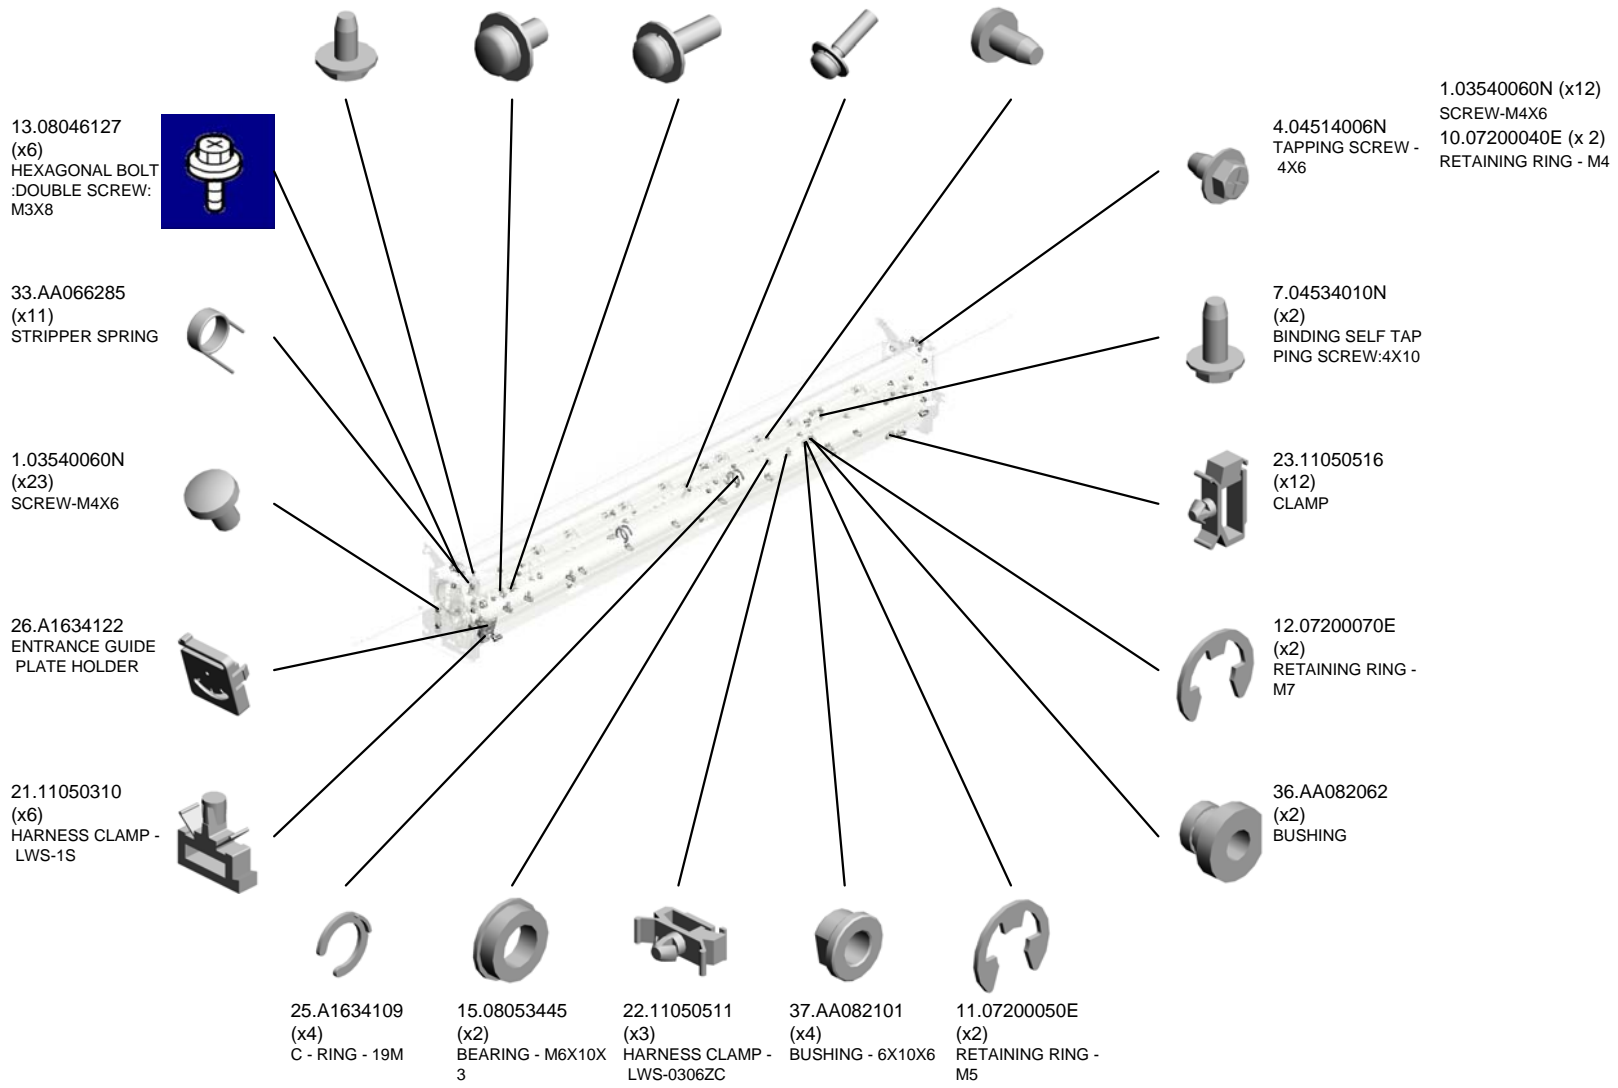 13.08046127
(x6)
HEXAGONAL BOLT
:DOUBLE SCREW:
M3X8
33.AA066285
(x11)
STRIPPER SPRING
1.03540060N
(x23)
SCREW-M4X6
26.A1634122
ENTRANCE GUIDE
PLATE HOLDER
21.11050310
(x6)
HARNESS CLAMP -
LWS-1S
25.A1634109
(x4)
C - RING - 19M
15.08053445
(x2)
BEARING - M6X10X
3
22.11050511
(x3)
HARNESS CLAMP -
LWS-0306ZC
37.AA082101
(x4)
BUSHING - 6X10X6
11.07200050E
(x2)
RETAINING RING -
M5
4.04514006N
TAPPING SCREW -
4X6
7.04534010N
(x2)
BINDING SELF TAP
PING SCREW:4X10
23.11050516
(x12)
CLAMP
12.07200070E
(x2)
RETAINING RING -
M7
36.AA082062
(x2)
BUSHING
1.03540060N (x12)
SCREW-M4X6
10.07200040E (x 2)
RETAINING RING - M4